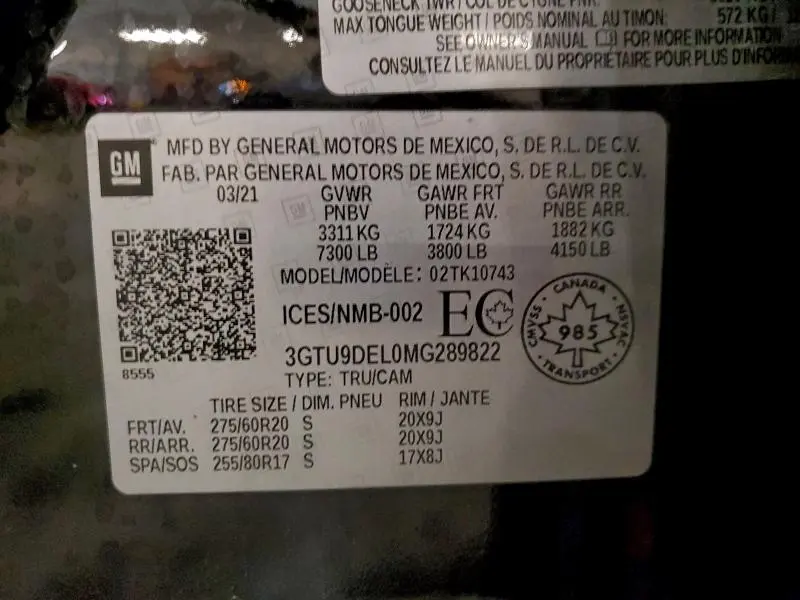 MAX TONGUE WEIGHT / POIDS NOMINAL AU TIMON: 572 KG /
SEE OWNER'S MANUAL FOR MORE INFORMATION
CONSULTEZ LE MANUEL DU PROPRIÉTAIRE POUR PLUS D'INFOR
GM
MFD BY GENERAL MOTORS DE MEXICO, S. DE R.L. DE C.V.
FAB. PAR GENERAL MOTORS DE MEXICO, S. DE R.L. DE C.V.
03/21 GVWR GAWR FRT GAWR RR
PNBV PNBE AV. PNBE ARR.
3311 KG 1724 KG 1882 KG
7300 LB 3800 LB 4150 LB
MODEL/MODÈLE: 02TK10743
ICES/NMB-002 EC
CANADA
CMVSS 985 NSVAC
TRANSPORT
3GTU9DEL0MG289822
8555
TYPE: TRU/CAM
TIRE SIZE / DIM. PNEU RIM / JANTE
FRT/AV. 275/60R20 S 20X9J
RR/ARR. 275/60R20 S 20X9J
SPA/SOS 255/80R17 S 17X8J